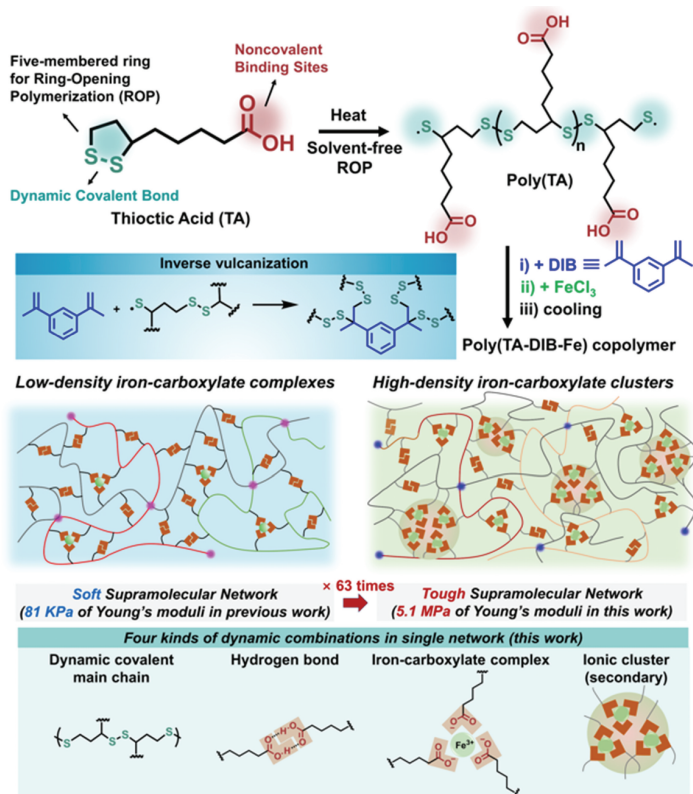 Five-membered ring
for Ring-Opening
Polymerization (ROP)
Noncovalent
Binding Sites
O
OH
S
S
Dynamic Covalent Bond
Thioctic Acid (TA)
Heat
Solvent-free
ROP
O
HO
S
S
S
S
S
S
n
O
HO
O
HO
Poly(TA)
Inverse vulcanization
+
S
S
S
S
S
S
S
S
S
S
S
i) + DIB ≡
ii) + FeCl3
iii) cooling
Poly(TA-DIB-Fe) copolymer
Low-density iron-carboxylate complexes
High-density iron-carboxylate clusters
Soft Supramolecular Network
(81 KPa of Young's moduli in previous work)
× 63 times
Tough Supramolecular Network
(5.1 MPa of Young's moduli in this work)
Four kinds of dynamic combinations in single network (this work)
Dynamic covalent
main chain
Hydrogen bond
Iron-carboxylate complex
Ionic cluster
(secondary)
S
S
S
S
O
H
O
O
H
O
O
O
Fe3+
O
O
O
O